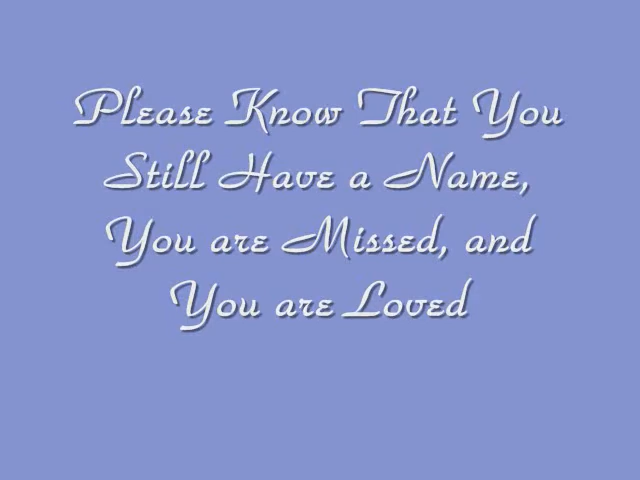 Please Know That You
Still Have a Name,
You are Missed, and
You are Loved